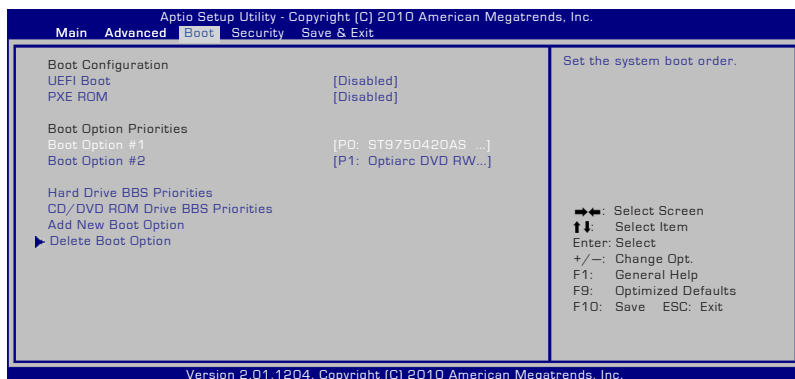 Aptio Setup Utility - Copyright (C) 2010 American Megatrends, Inc.
Main Advanced Boot Security Save & Exit
Boot Configuration
UEFI Boot [Disabled]
PXE ROM [Disabled]
Boot Option Priorities
Boot Option #1 [P0: ST9750420AS ...]
Boot Option #2 [P1: Optiarc DVD RW...]
Hard Drive BBS Priorities
CD/DVD ROM Drive BBS Priorities
Add New Boot Option
Delete Boot Option
Set the system boot order.
→←: Select Screen
↑↓: Select Item
Enter: Select
+/—: Change Opt.
F1: General Help
F9: Optimized Defaults
F10: Save ESC: Exit
Version 2.01.1204. Copyright (C) 2010 American Megatrends, Inc.